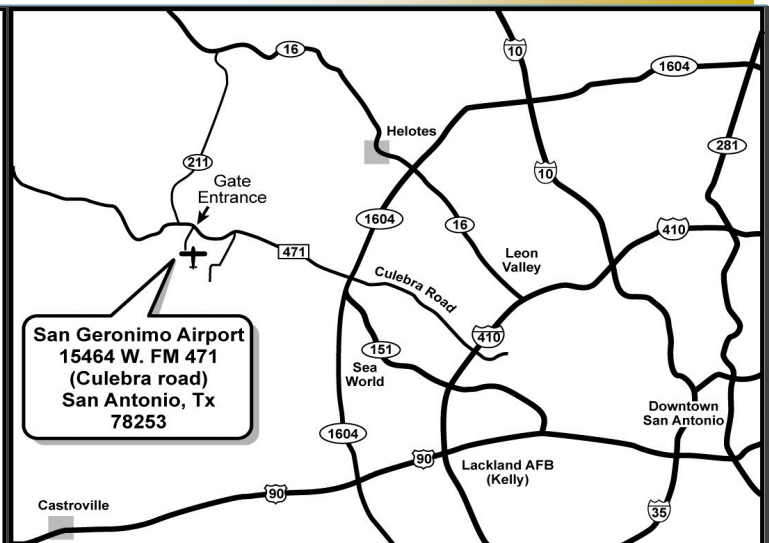 16
10
1604
Helotes
281
211
10
Gate
Entrance
1604
16
410
471
Leon
Valley
Culebra Road
San Geronimo Airport
15464 W. FM 471
(Culebra road)
San Antonio, Tx
78253
410
151
Sea
World
Downtown
San Antonio
1604
90
Lackland AFB
(Kelly)
90
Castroville
35